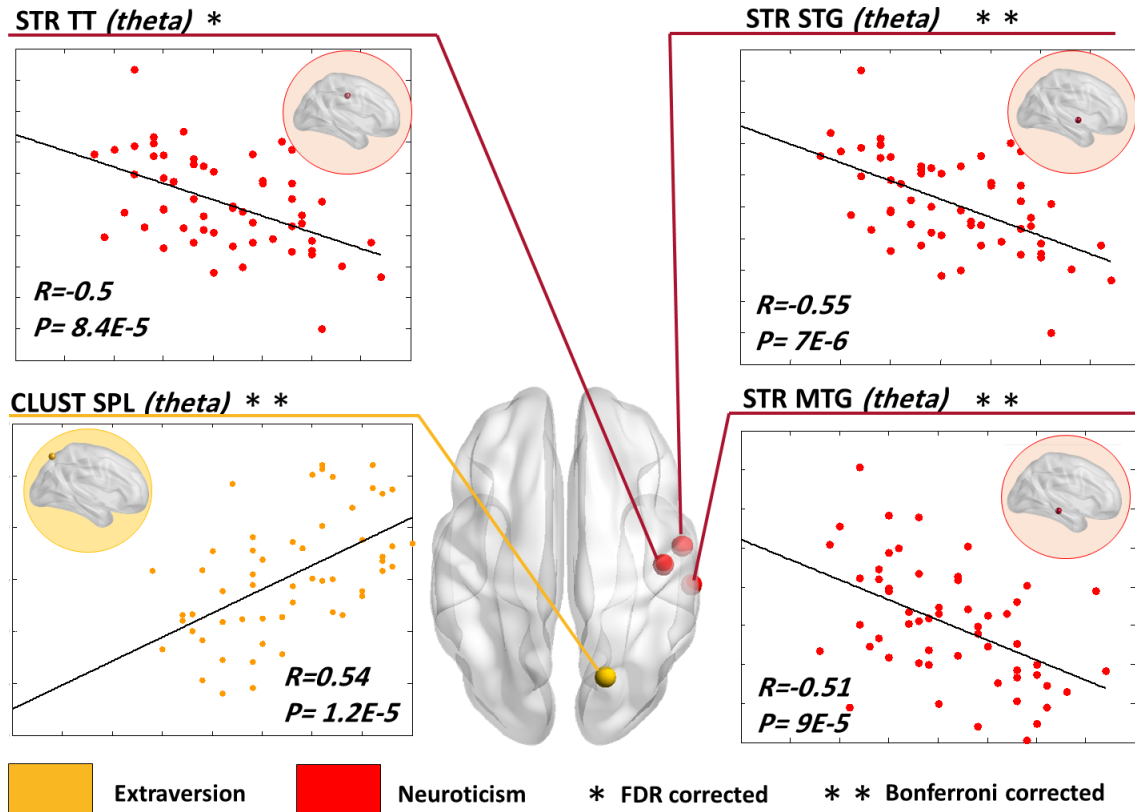 STR TT (theta) *
R=-0.5
P= 8.4E-5
STR STG (theta) * *
R=-0.55
P= 7E-6
CLUST SPL (theta) * *
R=0.54
P= 1.2E-5
STR MTG (theta) * *
R=-0.51
P= 9E-5
Extraversion Neuroticism * FDR corrected * * Bonferroni corrected